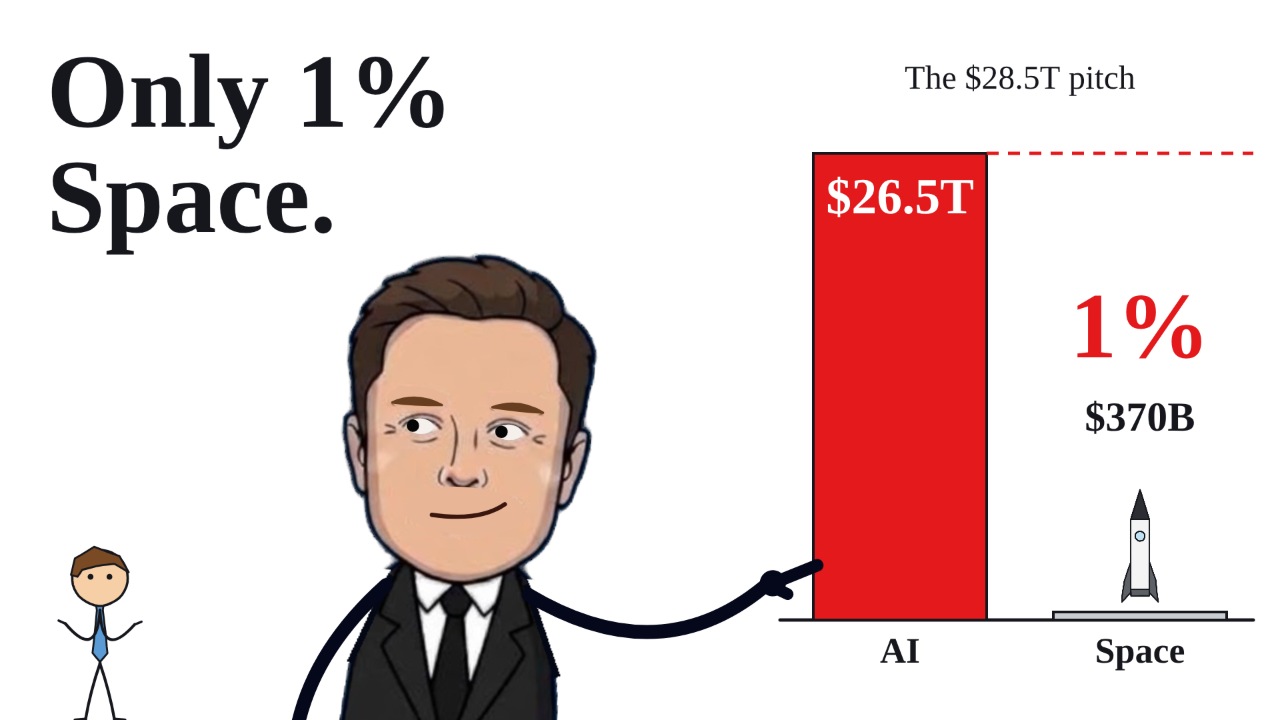 Only 1%
Space.
The $28.5T pitch
$26.5T
1%
$370B
AI
Space